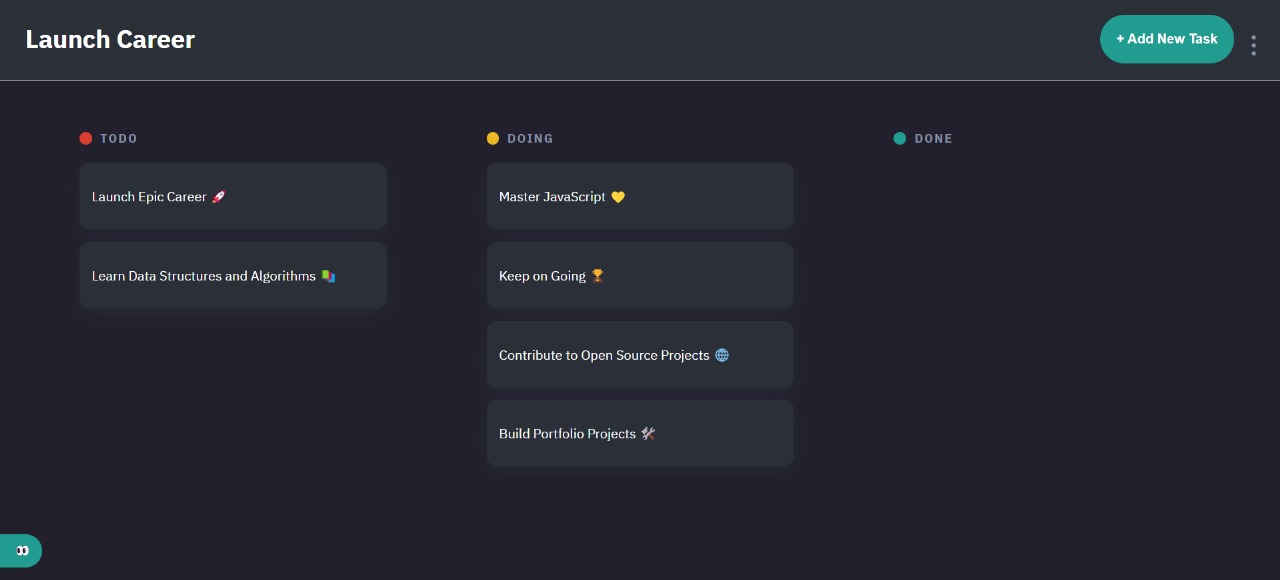 Launch Career
+ Add New Task
TODO
Launch Epic Career 🚀
Learn Data Structures and Algorithms 📚
DOING
Master JavaScript 💛
Keep on Going 🏆
Contribute to Open Source Projects 🌐
Build Portfolio Projects 🛠️
DONE